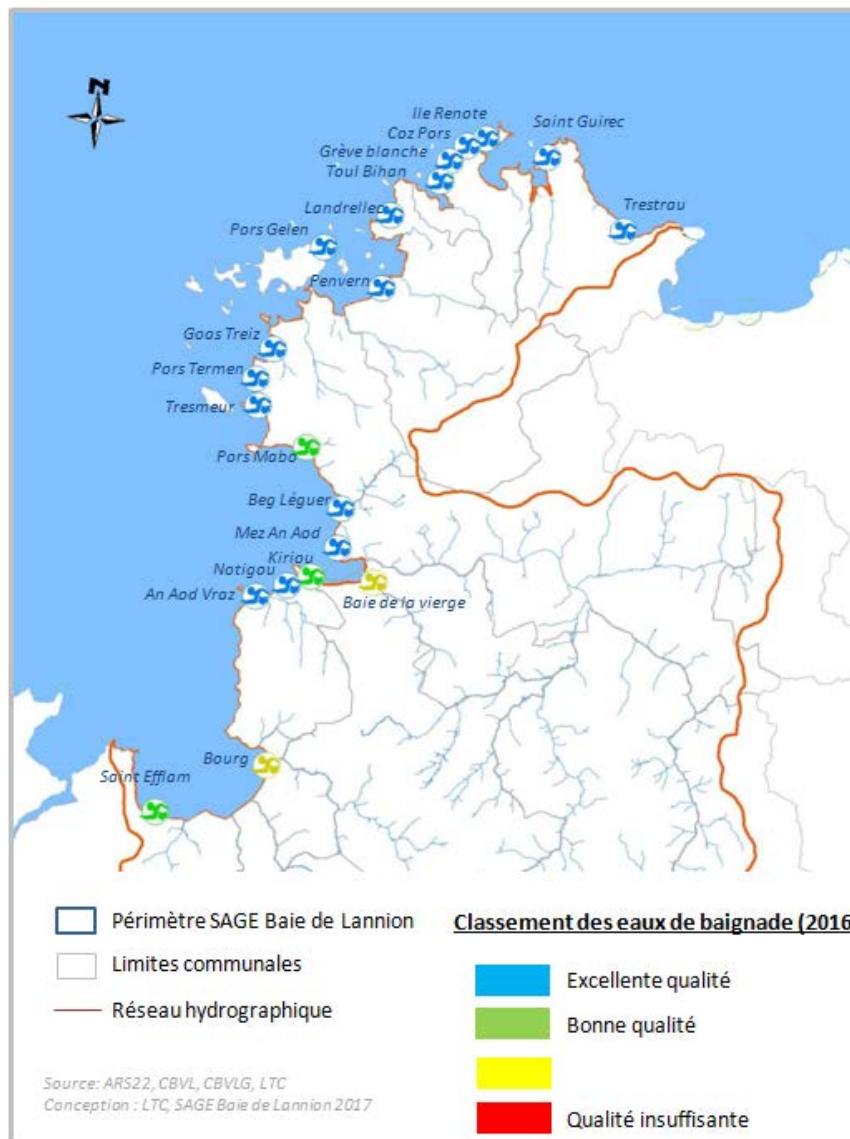 N
Ile Renote
Coz Pors
Saint Guirec
Grève blanche
Toul Bihan
Landrellec
Trestrau
Pors Gelen
Penvern
Goas Treiz
Pors Termen
Tresmeur
Pors Mabo
Beg Léguer
Mez An Aod
Kiriou
Notigou
An Aod Vraz
Baie de la vierge
Bourg
Saint Efflam
Périmètre SAGE Baie de Lannion
Classement des eaux de baignade (2016
Limites communales
Excellente qualité
Réseau hydrographique
Bonne qualité
Source: ARS22, CBVL, CBVLG, LTC
Conception : LTC, SAGE Baie de Lannion 2017
Qualité insuffisante